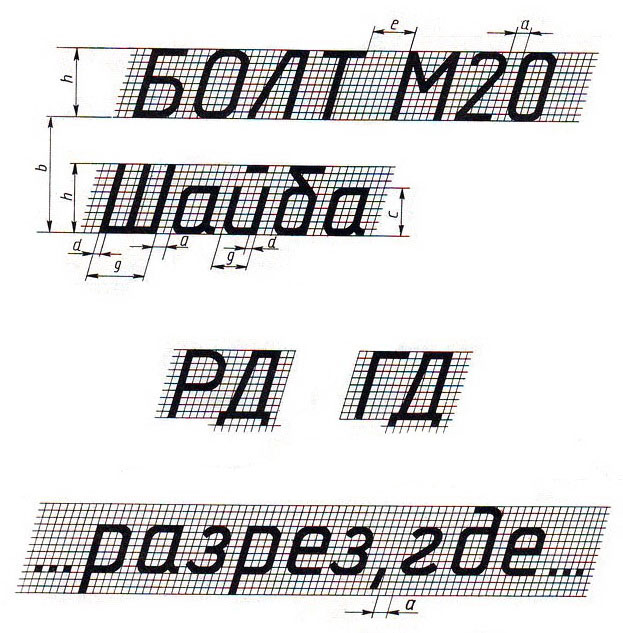 e a
h БОЛТ М20
b
h Шайба c
d g a g d
РД ГД
...разрез,где...
a